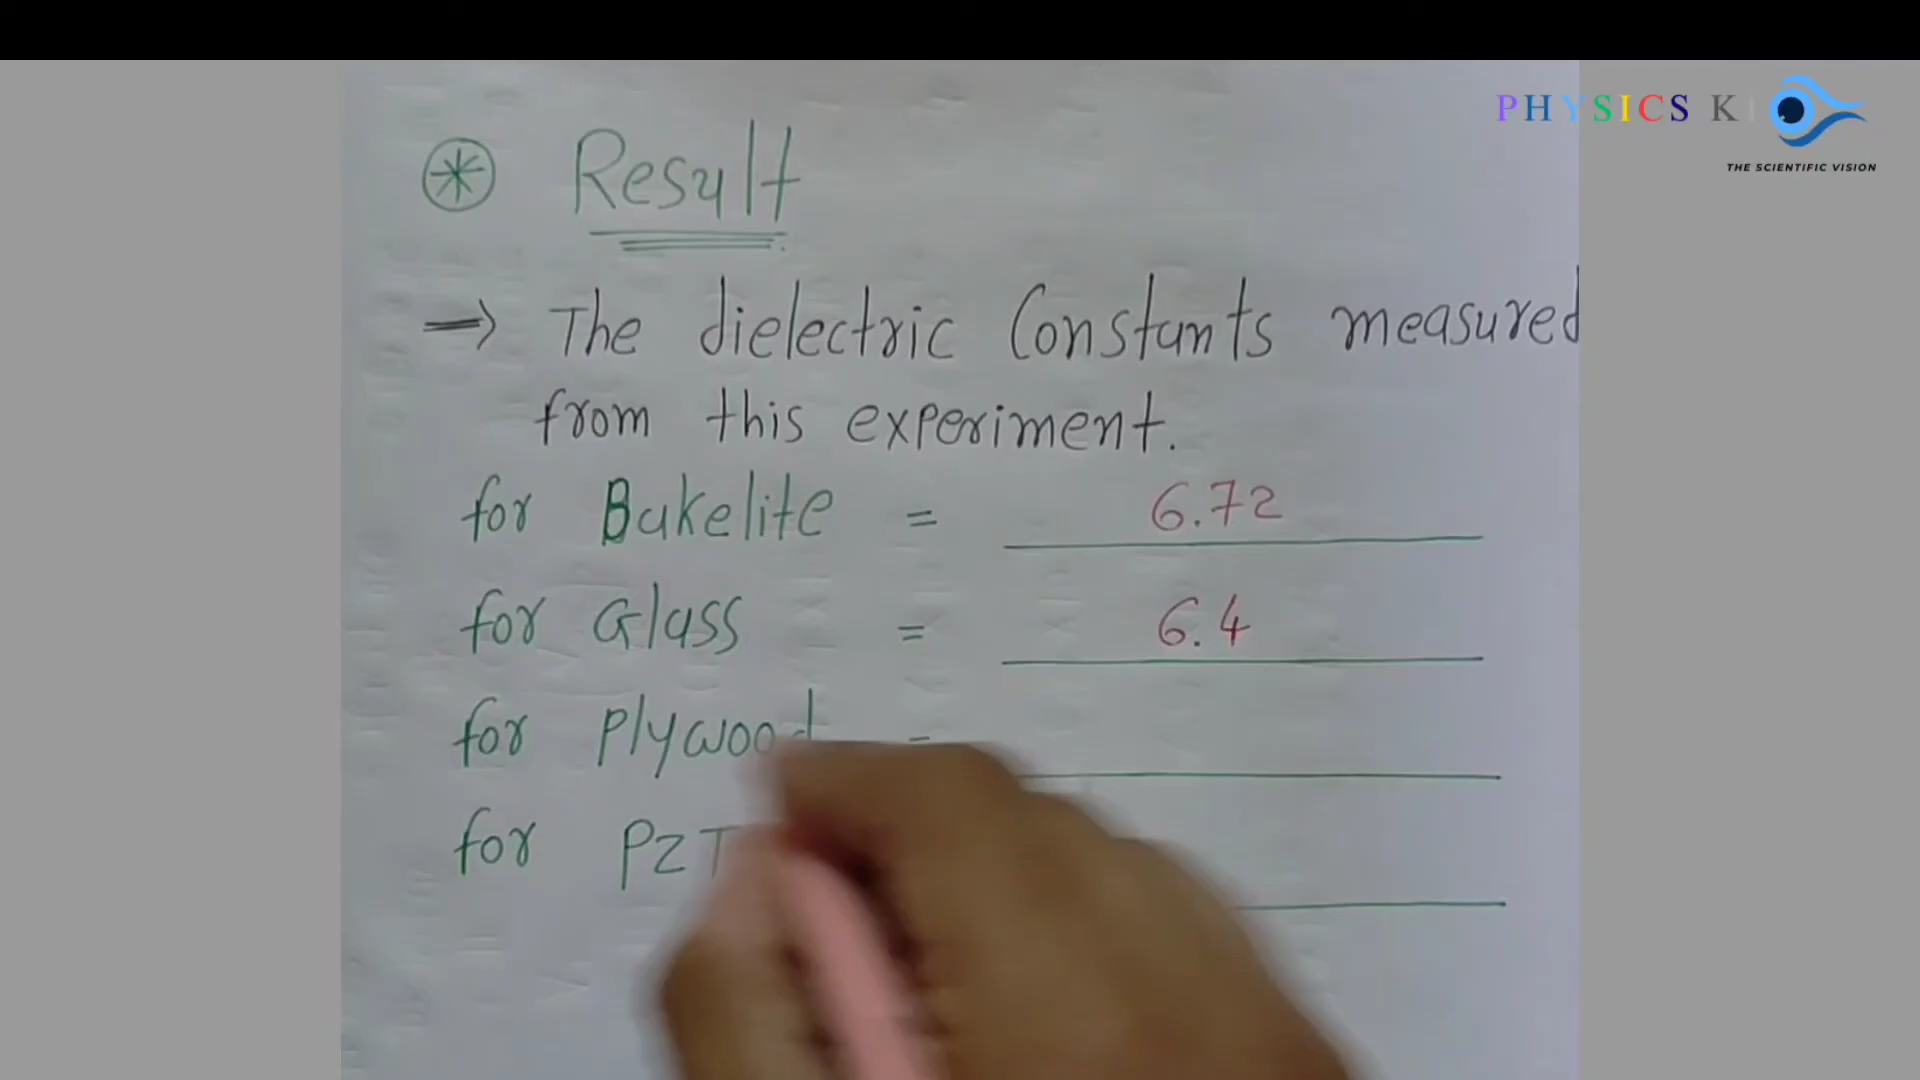 PHYSICS K
THE SCIENTIFIC VISION
Result
The dielectric Constants measured
from this experiment.
for Bakelite = 6.72
for Glass = 6.4
for Plywood =
for PZT